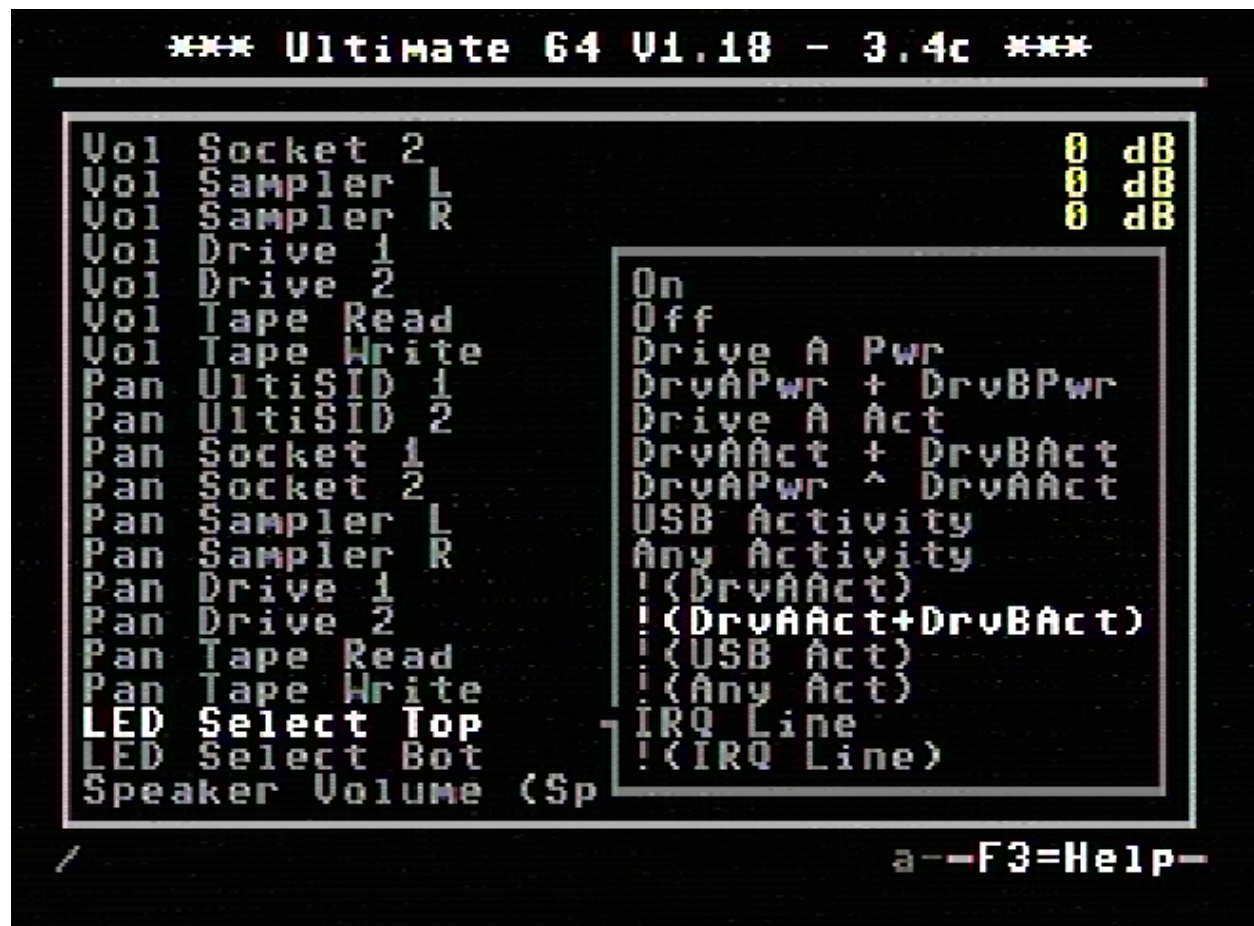 *** Ultimate 64 V1.18 - 3.4c ***
Vol Socket 2 0 dB
Vol Sampler L 0 dB
Vol Sampler R 0 dB
Vol Drive 1
Vol Drive 2
Vol Tape Read
Vol Tape Write
Pan UltiSID 1
Pan UltiSID 2
Pan Socket 1
Pan Socket 2
Pan Sampler L
Pan Sampler R
Pan Drive 1
Pan Drive 2
Pan Tape Read
Pan Tape Write
LED Select Top
LED Select Bot
Speaker Volume (Sp
On
Off
Drive A Pwr
DrvAPwr + DrvBPwr
Drive A Act
DrvAAct + DrvBAct
DrvAPwr ^ DrvAAct
USB Activity
Any Activity
!(DrvAAct)
!(DrvAAct+DrvBAct)
!(USB Act)
!(Any Act)
IRQ Line
!(IRQ Line)
/ a--F3=Help-